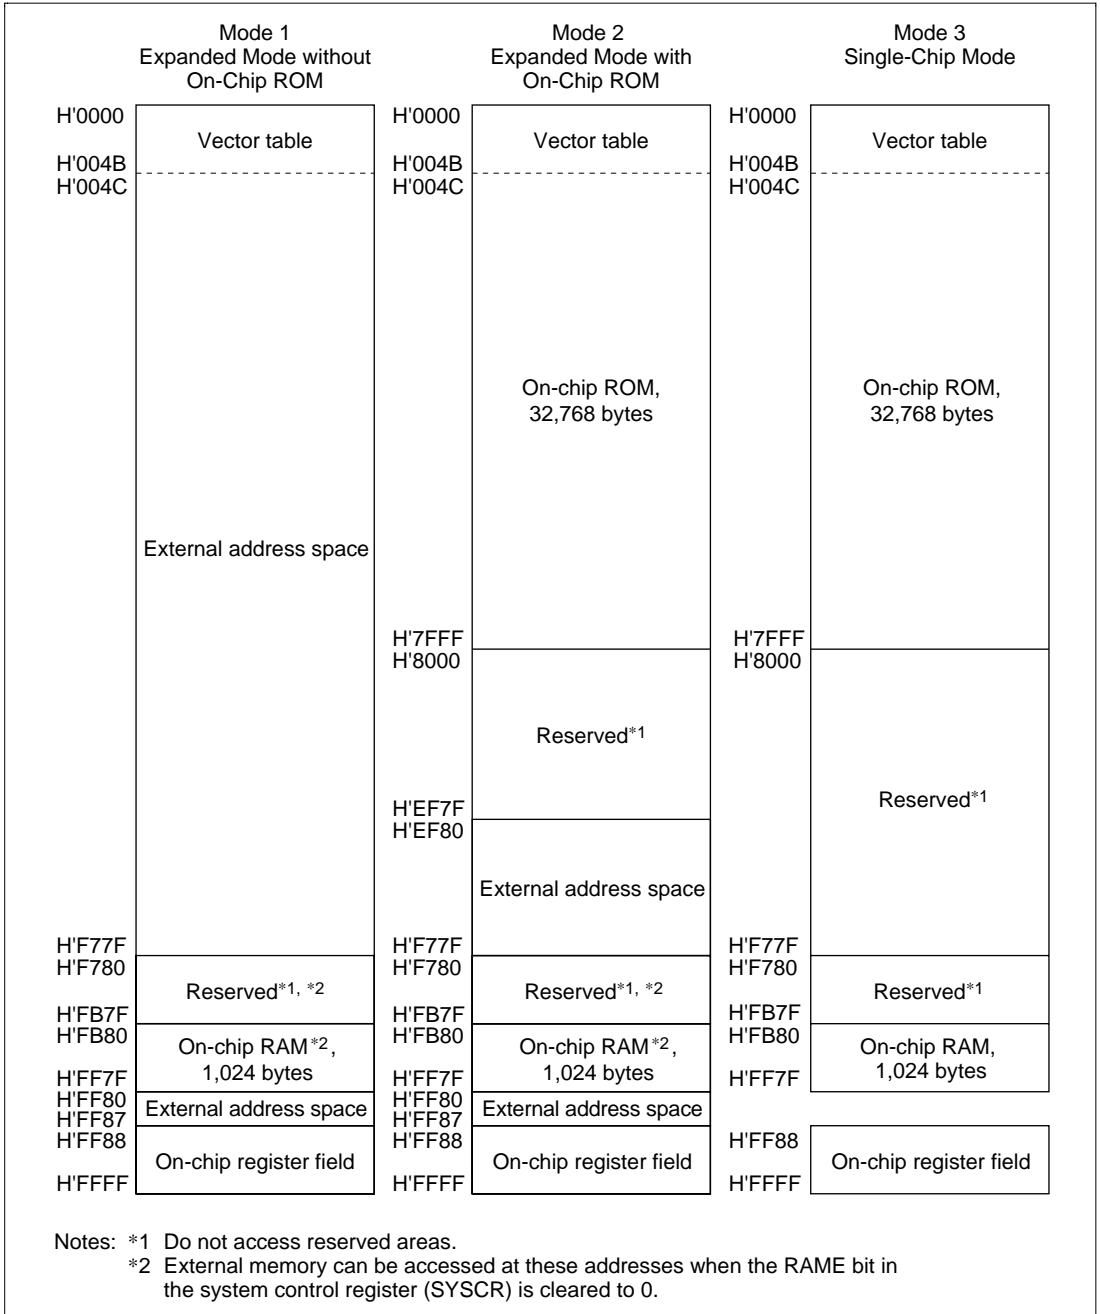 Mode 1
Expanded Mode without
On-Chip ROM
H'0000
Vector table
H'004B
H'004C
External address space
H'F77F
H'F780
Reserved*1, *2
H'FB7F
H'FB80
On-chip RAM*2,
1,024 bytes
H'FF7F
H'FF80
External address space
H'FF87
H'FF88
On-chip register field
H'FFFF
Mode 2
Expanded Mode with
On-Chip ROM
H'0000
Vector table
H'004B
H'004C
On-chip ROM,
32,768 bytes
H'7FFF
H'8000
Reserved*1
H'EF7F
H'EF80
External address space
H'F77F
H'F780
Reserved*1, *2
H'FB7F
H'FB80
On-chip RAM*2,
1,024 bytes
H'FF7F
H'FF80
External address space
H'FF87
H'FF88
On-chip register field
H'FFFF
Mode 3
Single-Chip Mode
H'0000
Vector table
H'004B
H'004C
On-chip ROM,
32,768 bytes
H'7FFF
H'8000
Reserved*1
H'F77F
H'F780
Reserved*1
H'FB7F
H'FB80
On-chip RAM,
1,024 bytes
H'FF7F
H'FF88
On-chip register field
H'FFFF
Notes: *1 Do not access reserved areas.
*2 External memory can be accessed at these addresses when the RAME bit in
the system control register (SYSCR) is cleared to 0.